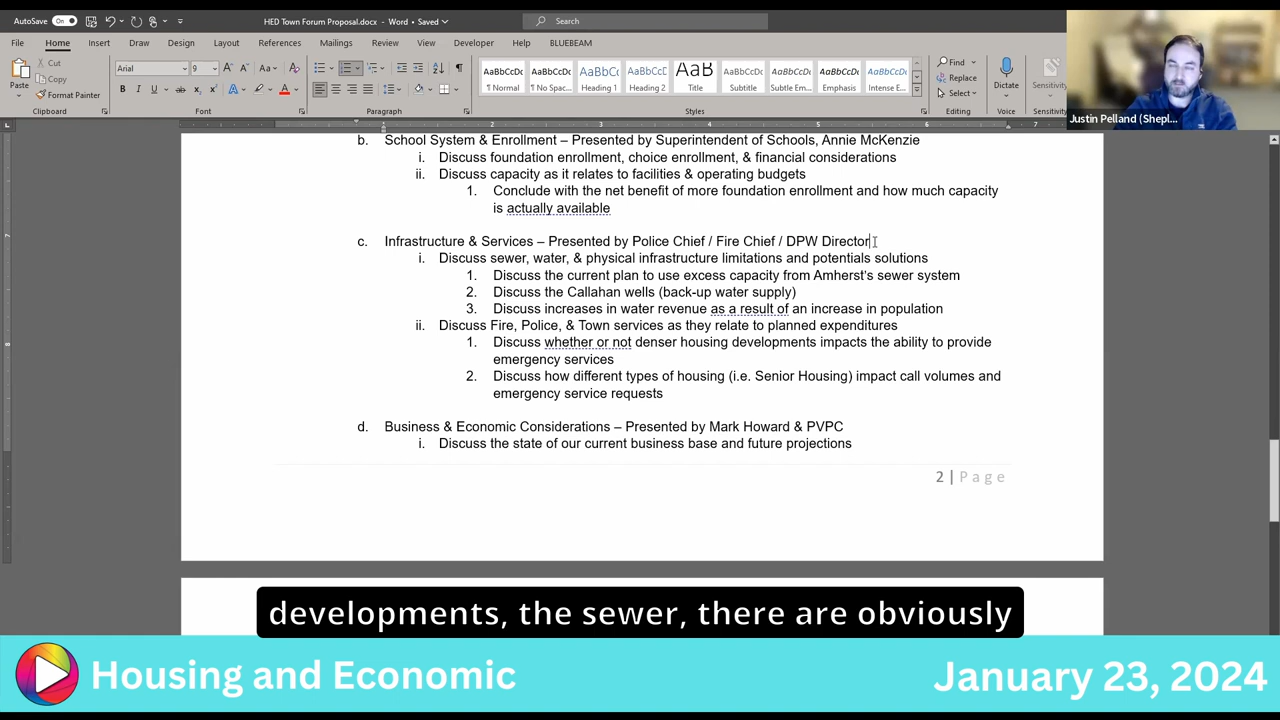 AutoSave On
HED Town Forum Proposal.docx - Word • Saved
Search
File Home Insert Draw Design Layout References Mailings Review View Developer Help BLUEBEAM
Paste
Cut
Copy
Format Painter
Clipboard
Arial 9
Font
Paragraph
AaBbCcDc AaBbCcDc AaBbCc AaBbCcC AaB AaBbCcD AaBbCcDc AaBbCcDc AaBbCcDc
¶ Normal ¶ No Spac... Heading 1 Heading 2 Title Subtitle Subtle Em... Emphasis Intense E...
Styles
Find
Replace
Select
Editing
Dictate
Voice
Sensitivity
Sensitivity
Justin Pelland (Shepl...
b. School System & Enrollment – Presented by Superintendent of Schools, Annie McKenzie
i. Discuss foundation enrollment, choice enrollment, & financial considerations
ii. Discuss capacity as it relates to facilities & operating budgets
1. Conclude with the net benefit of more foundation enrollment and how much capacity
is actually available
c. Infrastructure & Services – Presented by Police Chief / Fire Chief / DPW Director
i. Discuss sewer, water, & physical infrastructure limitations and potentials solutions
1. Discuss the current plan to use excess capacity from Amherst's sewer system
2. Discuss the Callahan wells (back-up water supply)
3. Discuss increases in water revenue as a result of an increase in population
ii. Discuss Fire, Police, & Town services as they relate to planned expenditures
1. Discuss whether or not denser housing developments impacts the ability to provide
emergency services
2. Discuss how different types of housing (i.e. Senior Housing) impact call volumes and
emergency service requests
d. Business & Economic Considerations – Presented by Mark Howard & PVPC
i. Discuss the state of our current business base and future projections
2 | Page
developments, the sewer, there are obviously
Housing and Economic
January 23, 2024